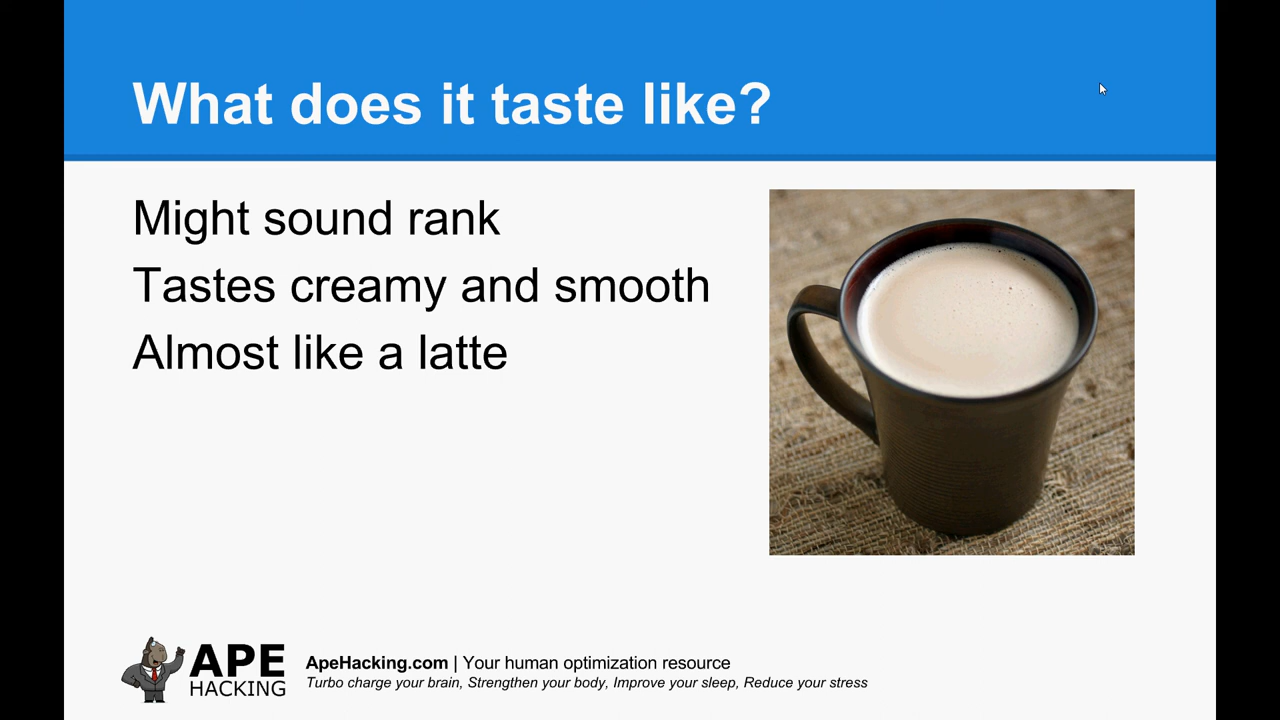 What does it taste like?
Might sound rank
Tastes creamy and smooth
Almost like a latte
APE
HACKING
ApeHacking.com | Your human optimization resource
Turbo charge your brain, Strengthen your body, Improve your sleep, Reduce your stress